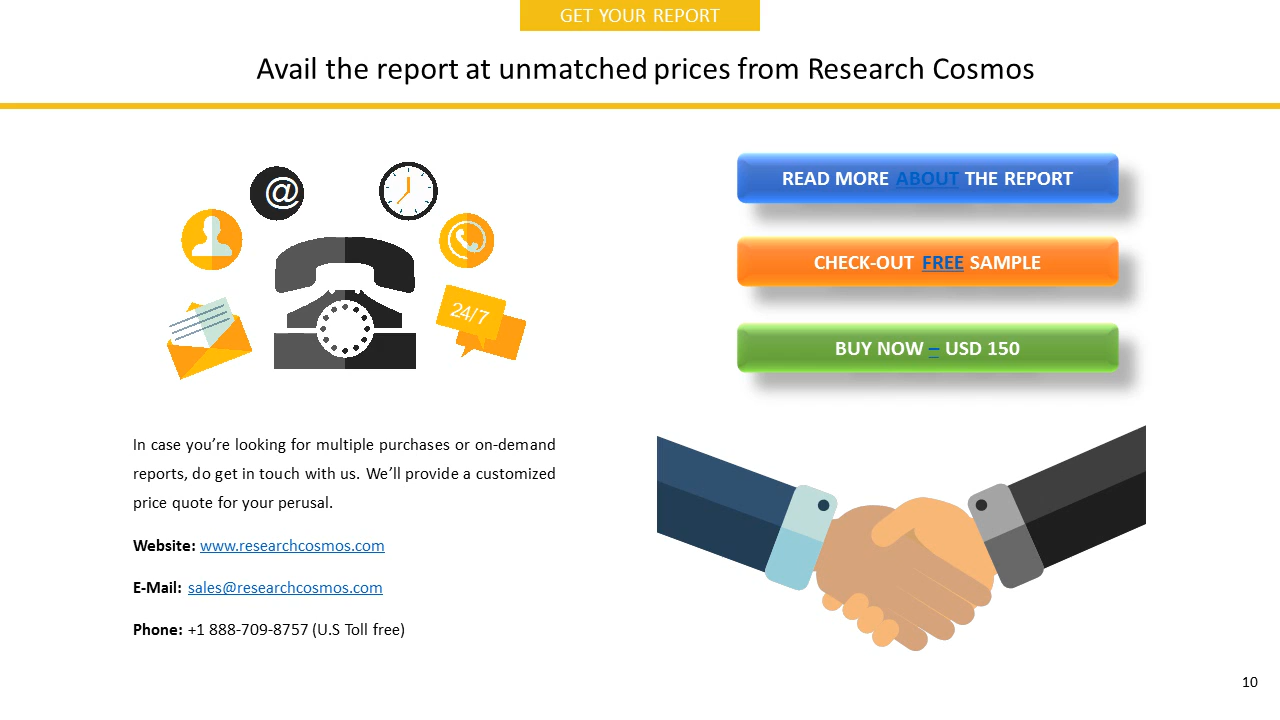 GET YOUR REPORT
Avail the report at unmatched prices from Research Cosmos
@
24/7
READ MORE ABOUT THE REPORT
CHECK-OUT FREE SAMPLE
BUY NOW – USD 150
In case you’re looking for multiple purchases or on-demand
reports, do get in touch with us. We’ll provide a customized
price quote for your perusal.
Website: www.researchcosmos.com
E-Mail: sales@researchcosmos.com
Phone: +1 888-709-8757 (U.S Toll free)
10